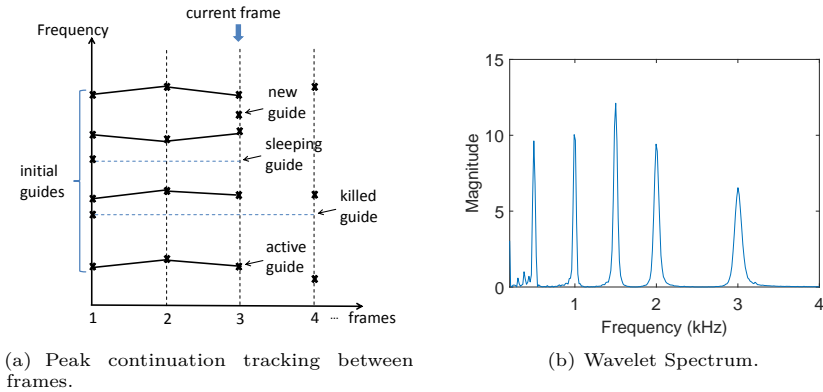 current frame
Frequency
new
guide
sleeping
guide
initial
guides
killed
guide
active
guide
1 2 3 4 ... frames
(a) Peak continuation tracking between
frames.
15
10
5
0
Magnitude
1 2 3 4
Frequency (kHz)
(b) Wavelet Spectrum.